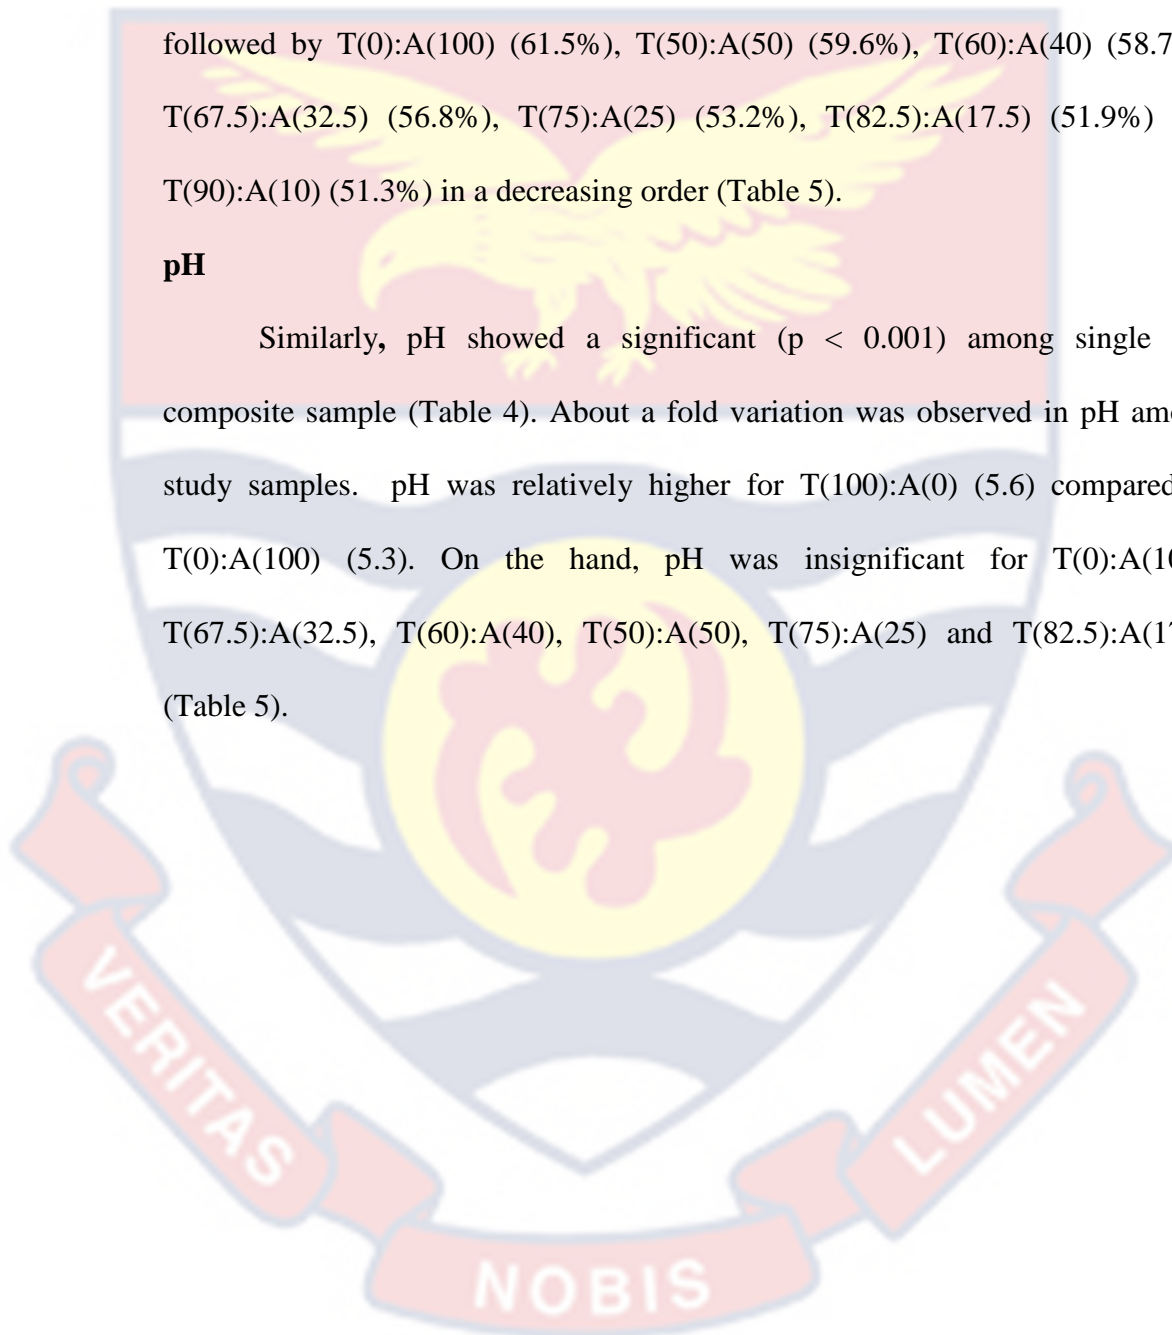 followed by T(0):A(100) (61.5%), T(50):A(50) (59.6%), T(60):A(40) (58.7
T(67.5):A(32.5) (56.8%), T(75):A(25) (53.2%), T(82.5):A(17.5) (51.9%)
T(90):A(10) (51.3%) in a decreasing order (Table 5).
pH
Similarly, pH showed a significant (p < 0.001) among single
composite sample (Table 4). About a fold variation was observed in pH amo
study samples. pH was relatively higher for T(100):A(0) (5.6) compared
T(0):A(100) (5.3). On the hand, pH was insignificant for T(0):A(10
T(67.5):A(32.5), T(60):A(40), T(50):A(50), T(75):A(25) and T(82.5):A(17
(Table 5).
VERITAS
NOBIS
LUMEN